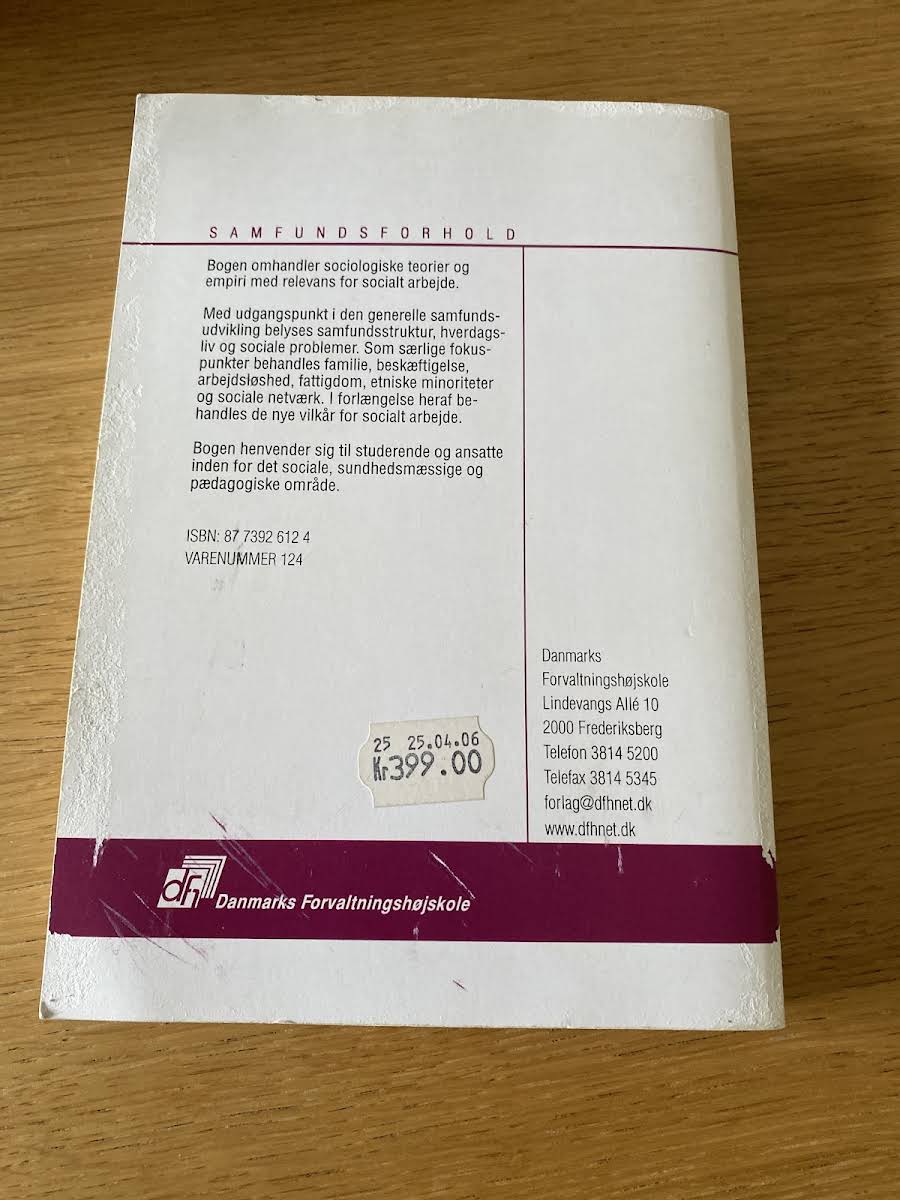 SAMFUNDSFORHOLD
Bogen omhandler sociologiske teorier og
empiri med relevans for socialt arbejde.
Med udgangspunkt i den generelle samfunds-
udvikling belyses samfundsstruktur, hverdags-
liv og sociale problemer. Som særlige fokus-
punkter behandles familie, beskæftigelse,
arbejdsløshed, fattigdom, etniske minoriteter
og sociale netværk. I forlængelse heraf be-
handles de nye vilkår for socialt arbejde.
Bogen henvender sig til studerende og ansatte
inden for det sociale, sundhedsmæssige og
pædagogiske område.
ISBN: 87 7392 612 4
VARENUMMER 124
Danmarks
Forvaltningshøjskole
Lindevangs Allé 10
2000 Frederiksberg
Telefon 3814 5200
Telefax 3814 5345
forlag@dfhnet.dk
www.dfhnet.dk
25 25.04.06
Kr399.00
dfh Danmarks Forvaltningshøjskole